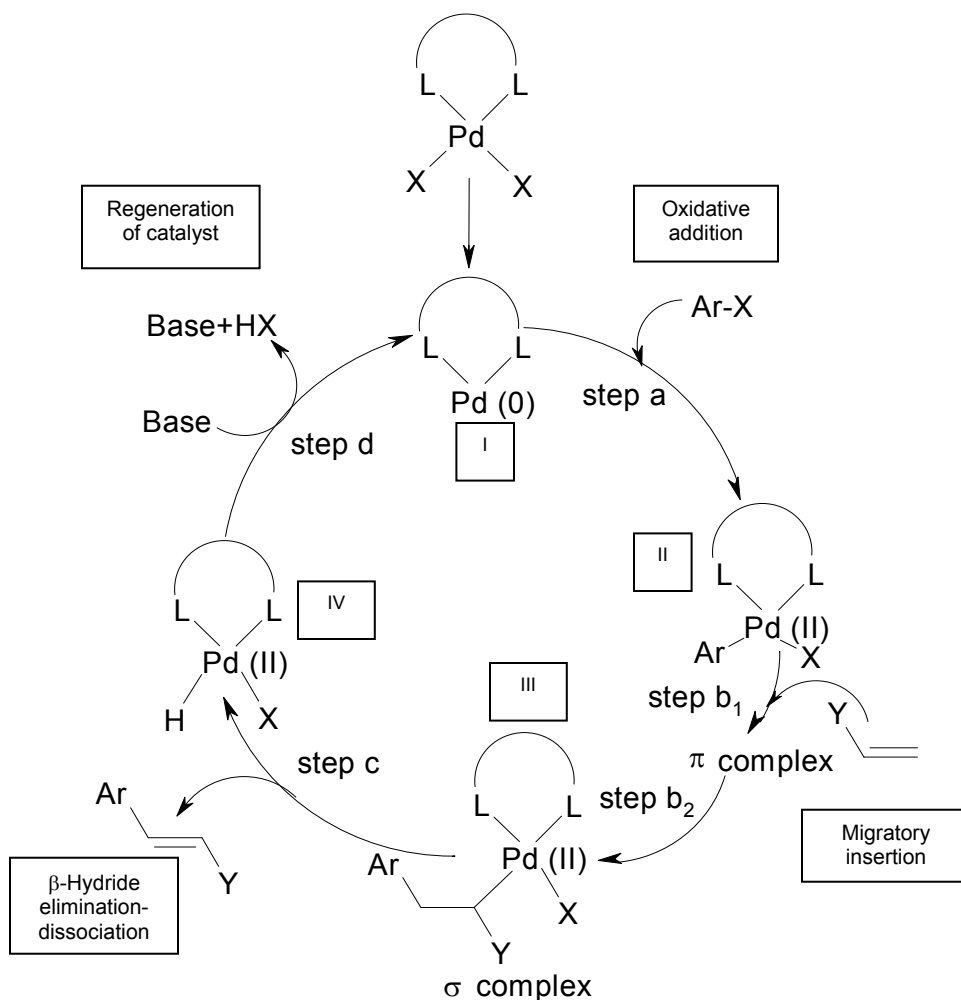 L L
Pd
X X
Regeneration
of catalyst
Oxidative
addition
Base+HX
Ar-X
L L
Base
Pd (0)
step a
step d
I
II
L L
IV
L L
Pd (II)
Ar X
Pd (II)
H X
III
step b1
Y
π complex
step c
L L
step b2
Ar
Y
Ar
Pd (II)
X
Y
Migratory
insertion
β-Hydride
elimination-
dissociation
σ complex